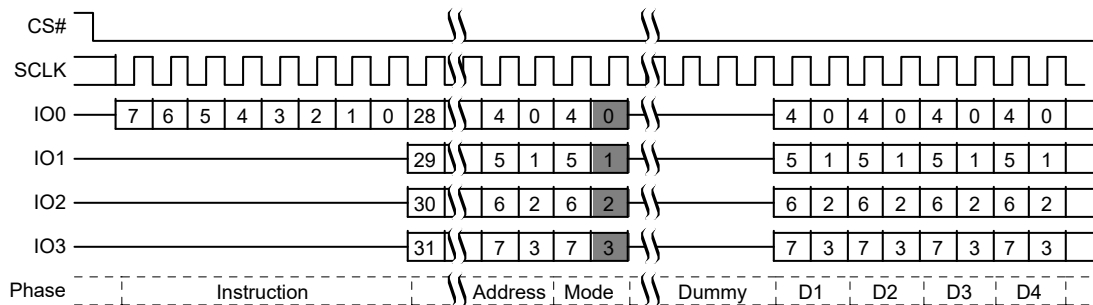 CS#
SCLK
IO0 7 6 5 4 3 2 1 0 28 4 0 4 0 4 0 4 0 4 0 4 0
IO1 29 5 1 5 1 5 1 5 1 5 1 5 1
IO2 30 6 2 6 2 6 2 6 2 6 2 6 2
IO3 31 7 3 7 3 7 3 7 3 7 3 7 3
Phase Instruction Address Mode Dummy D1 D2 D3 D4